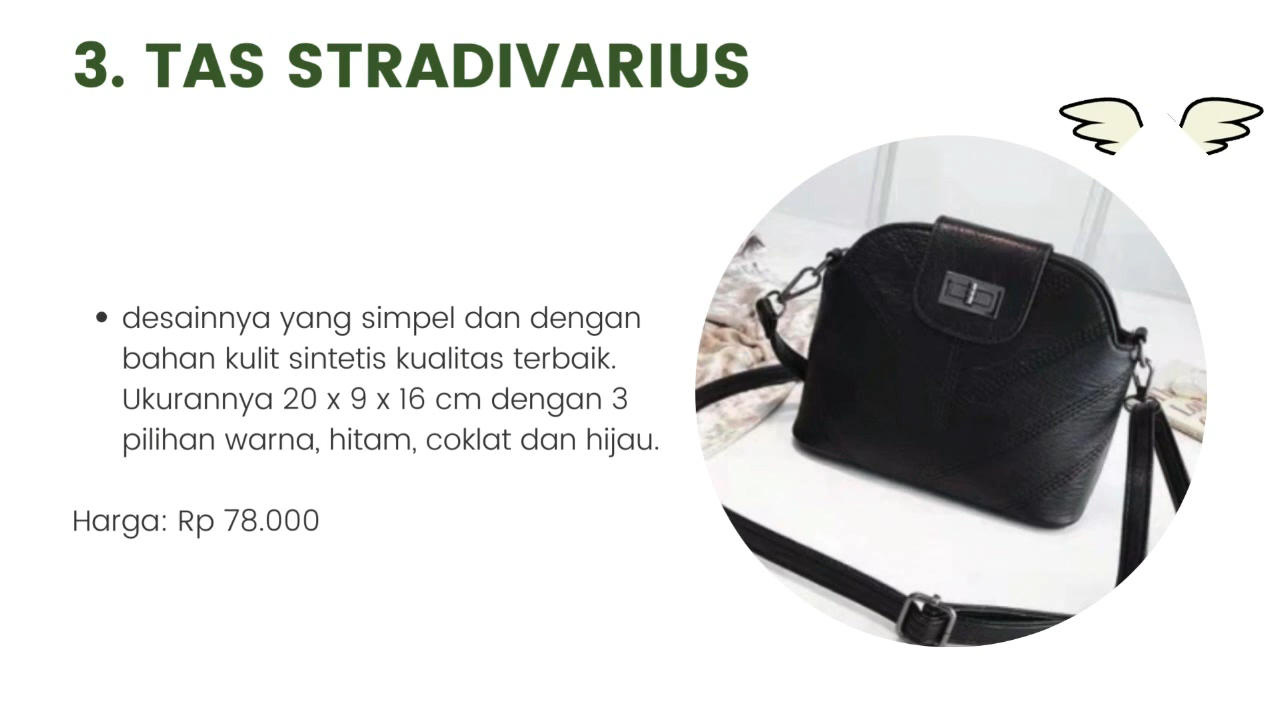 3. TAS STRADIVARIUS
• desainnya yang simpel dan dengan
bahan kulit sintetis kualitas terbaik.
Ukurannya 20 x 9 x 16 cm dengan 3
pilihan warna, hitam, coklat dan hijau.
Harga: Rp 78.000